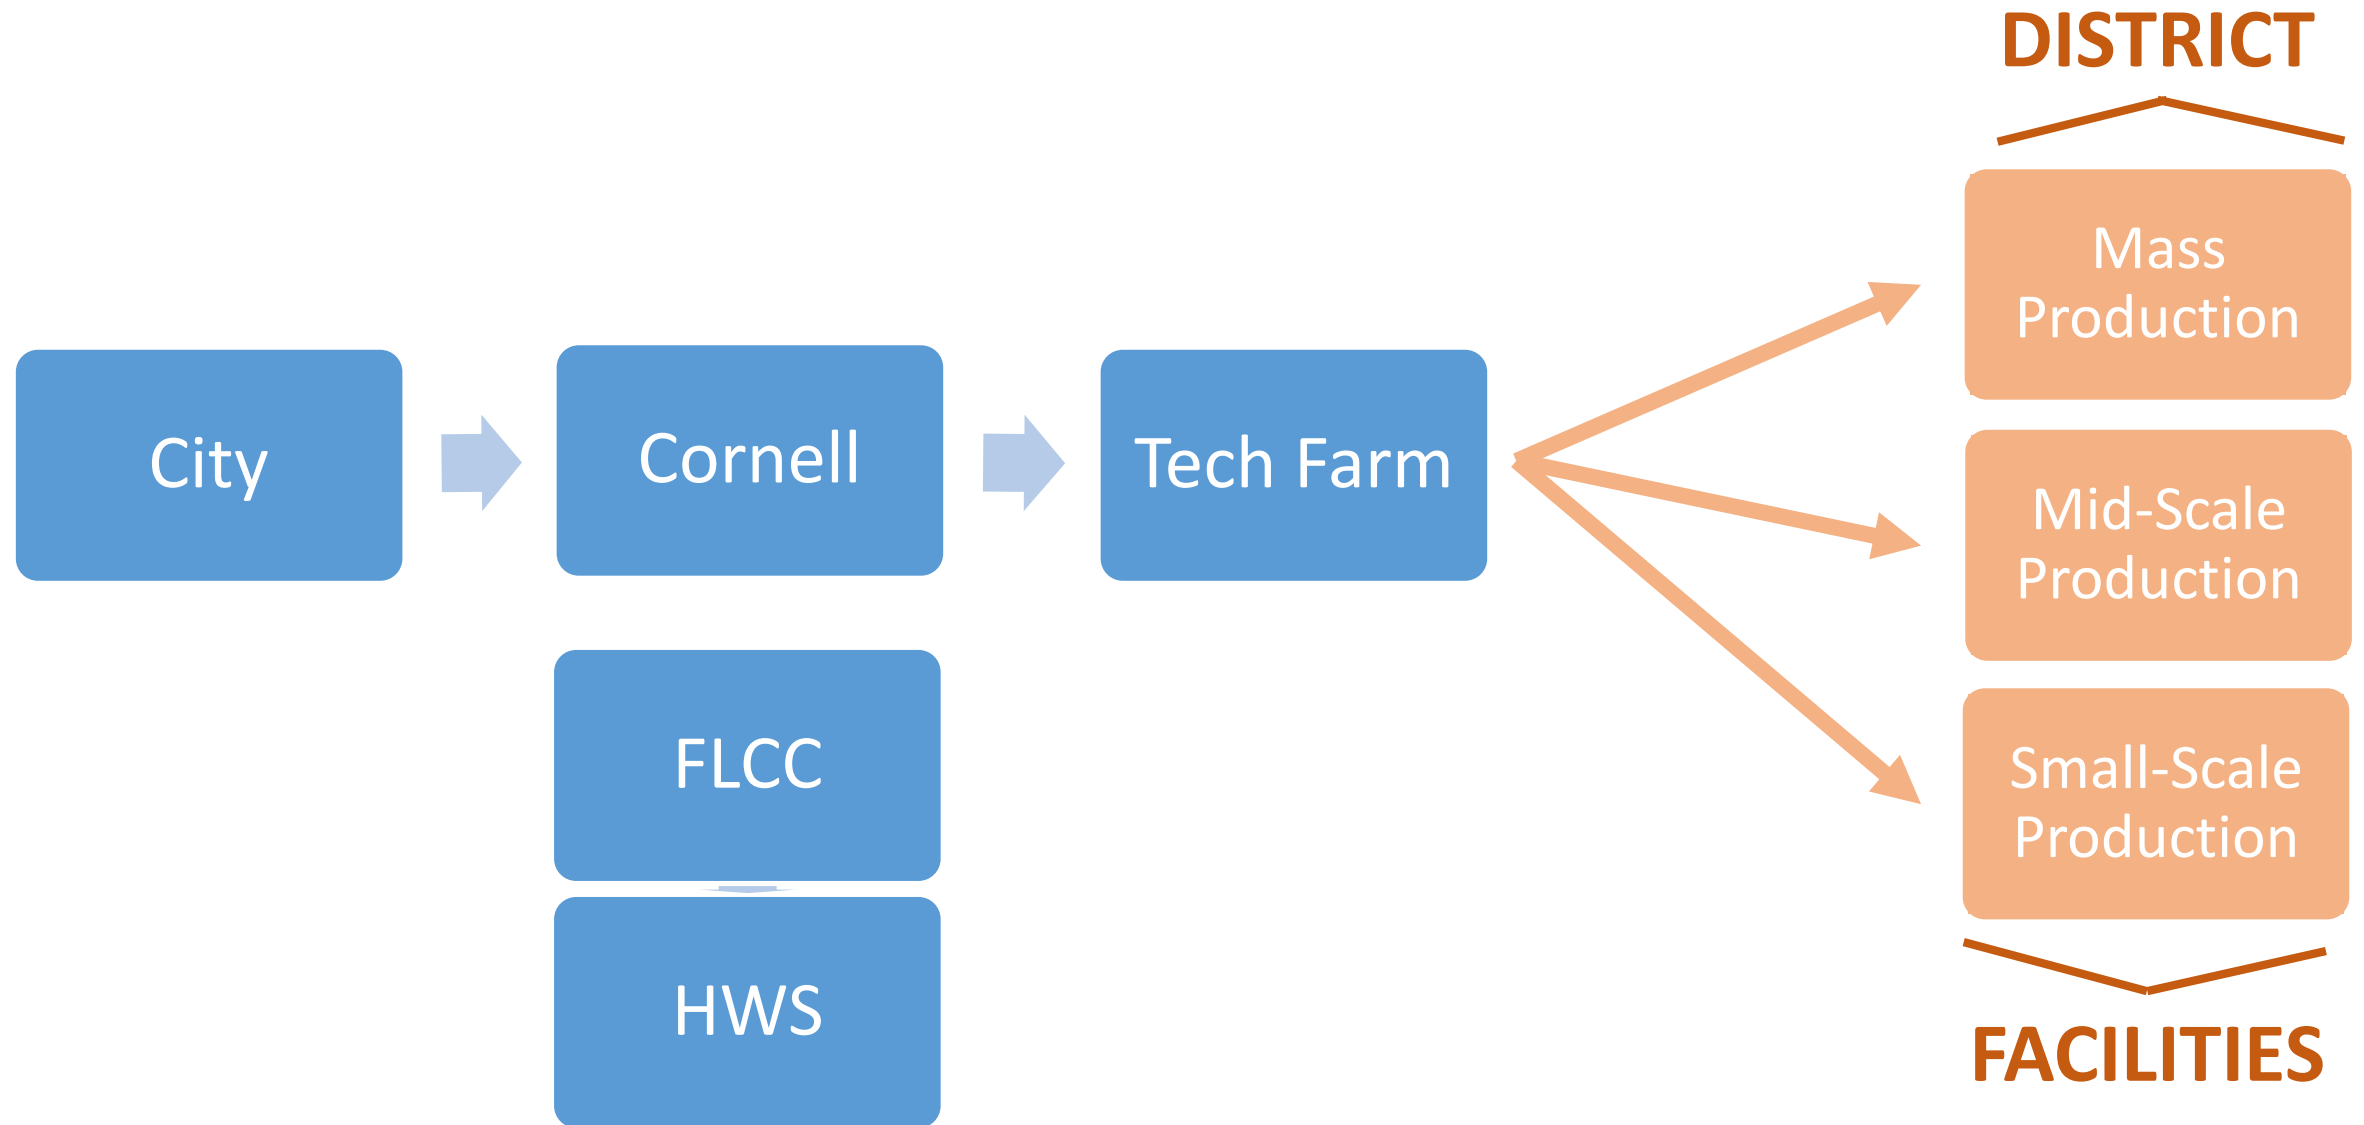 DISTRICT
City
Cornell
Tech Farm
FLCC
HWS
Mass
Production
Mid-Scale
Production
Small-Scale
Production
FACILITIES